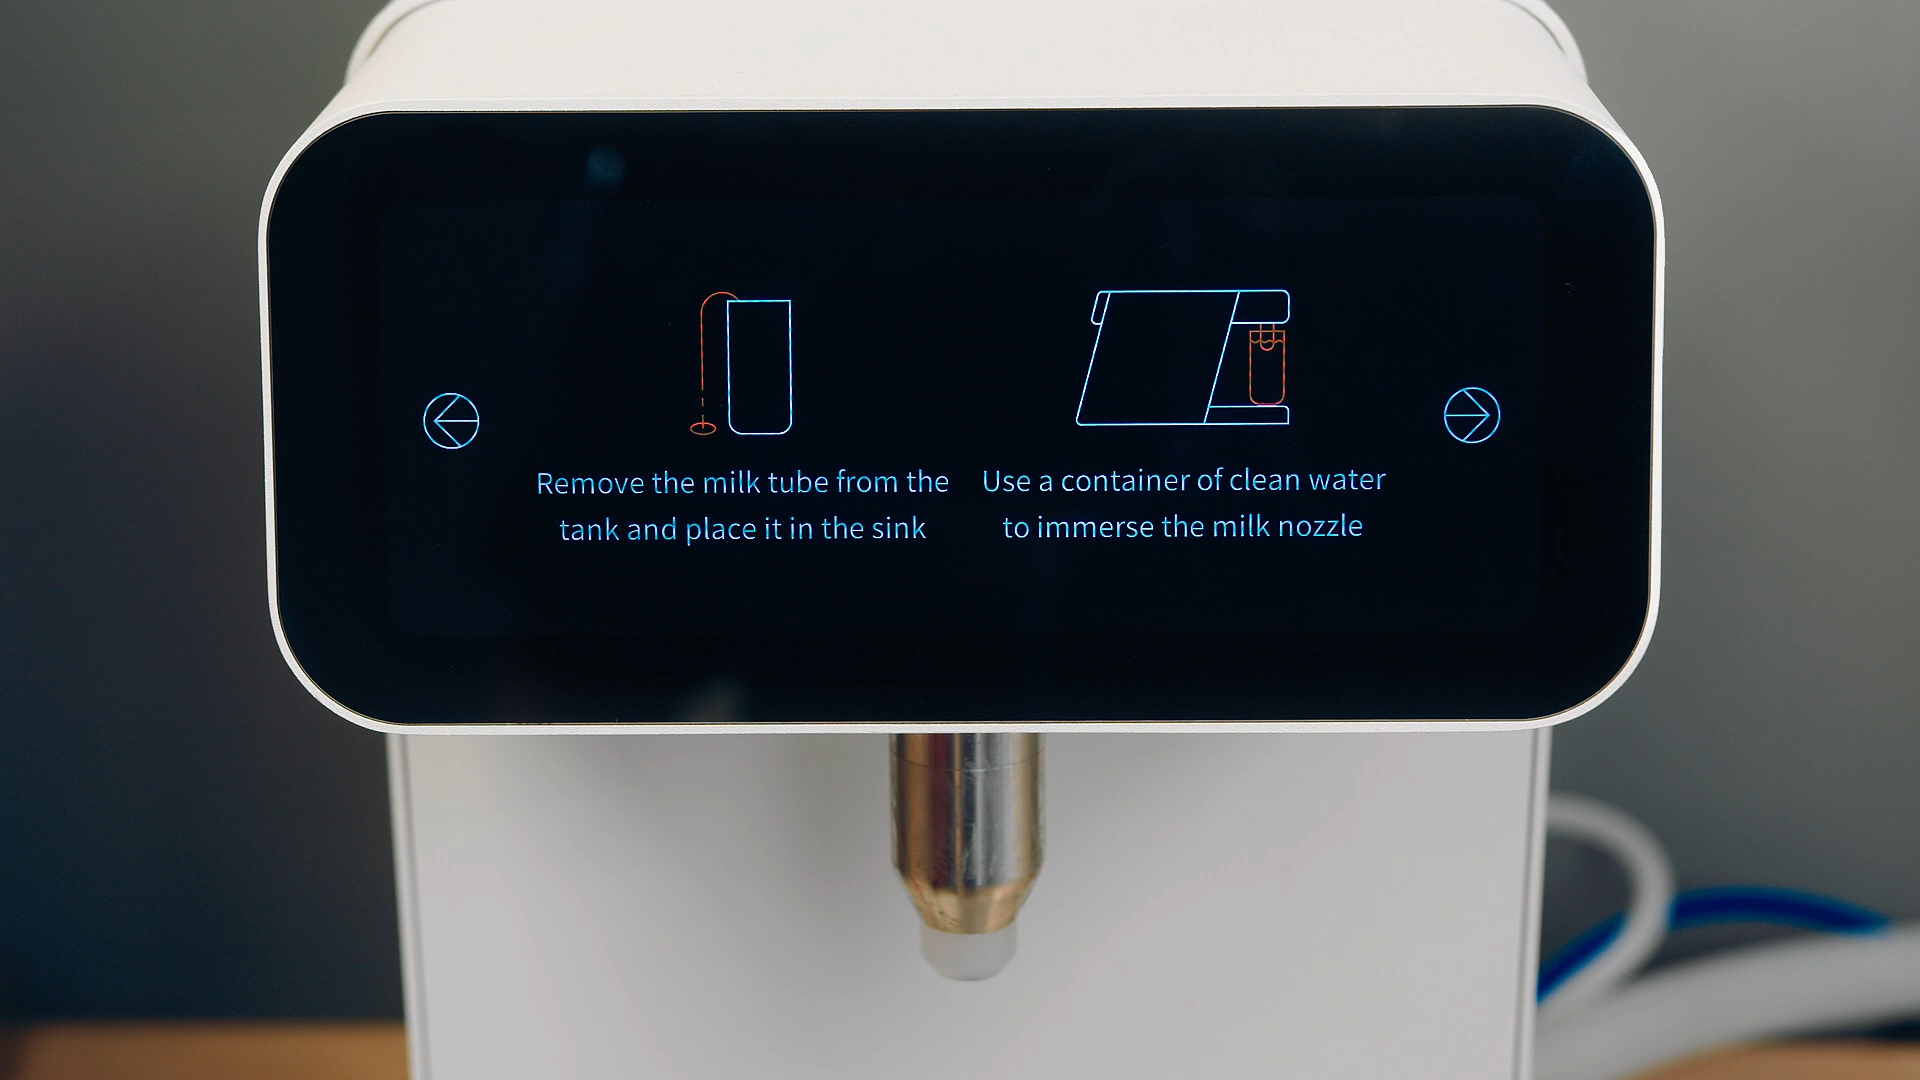 Remove the milk tube from the
tank and place it in the sink
Use a container of clean water
to immerse the milk nozzle